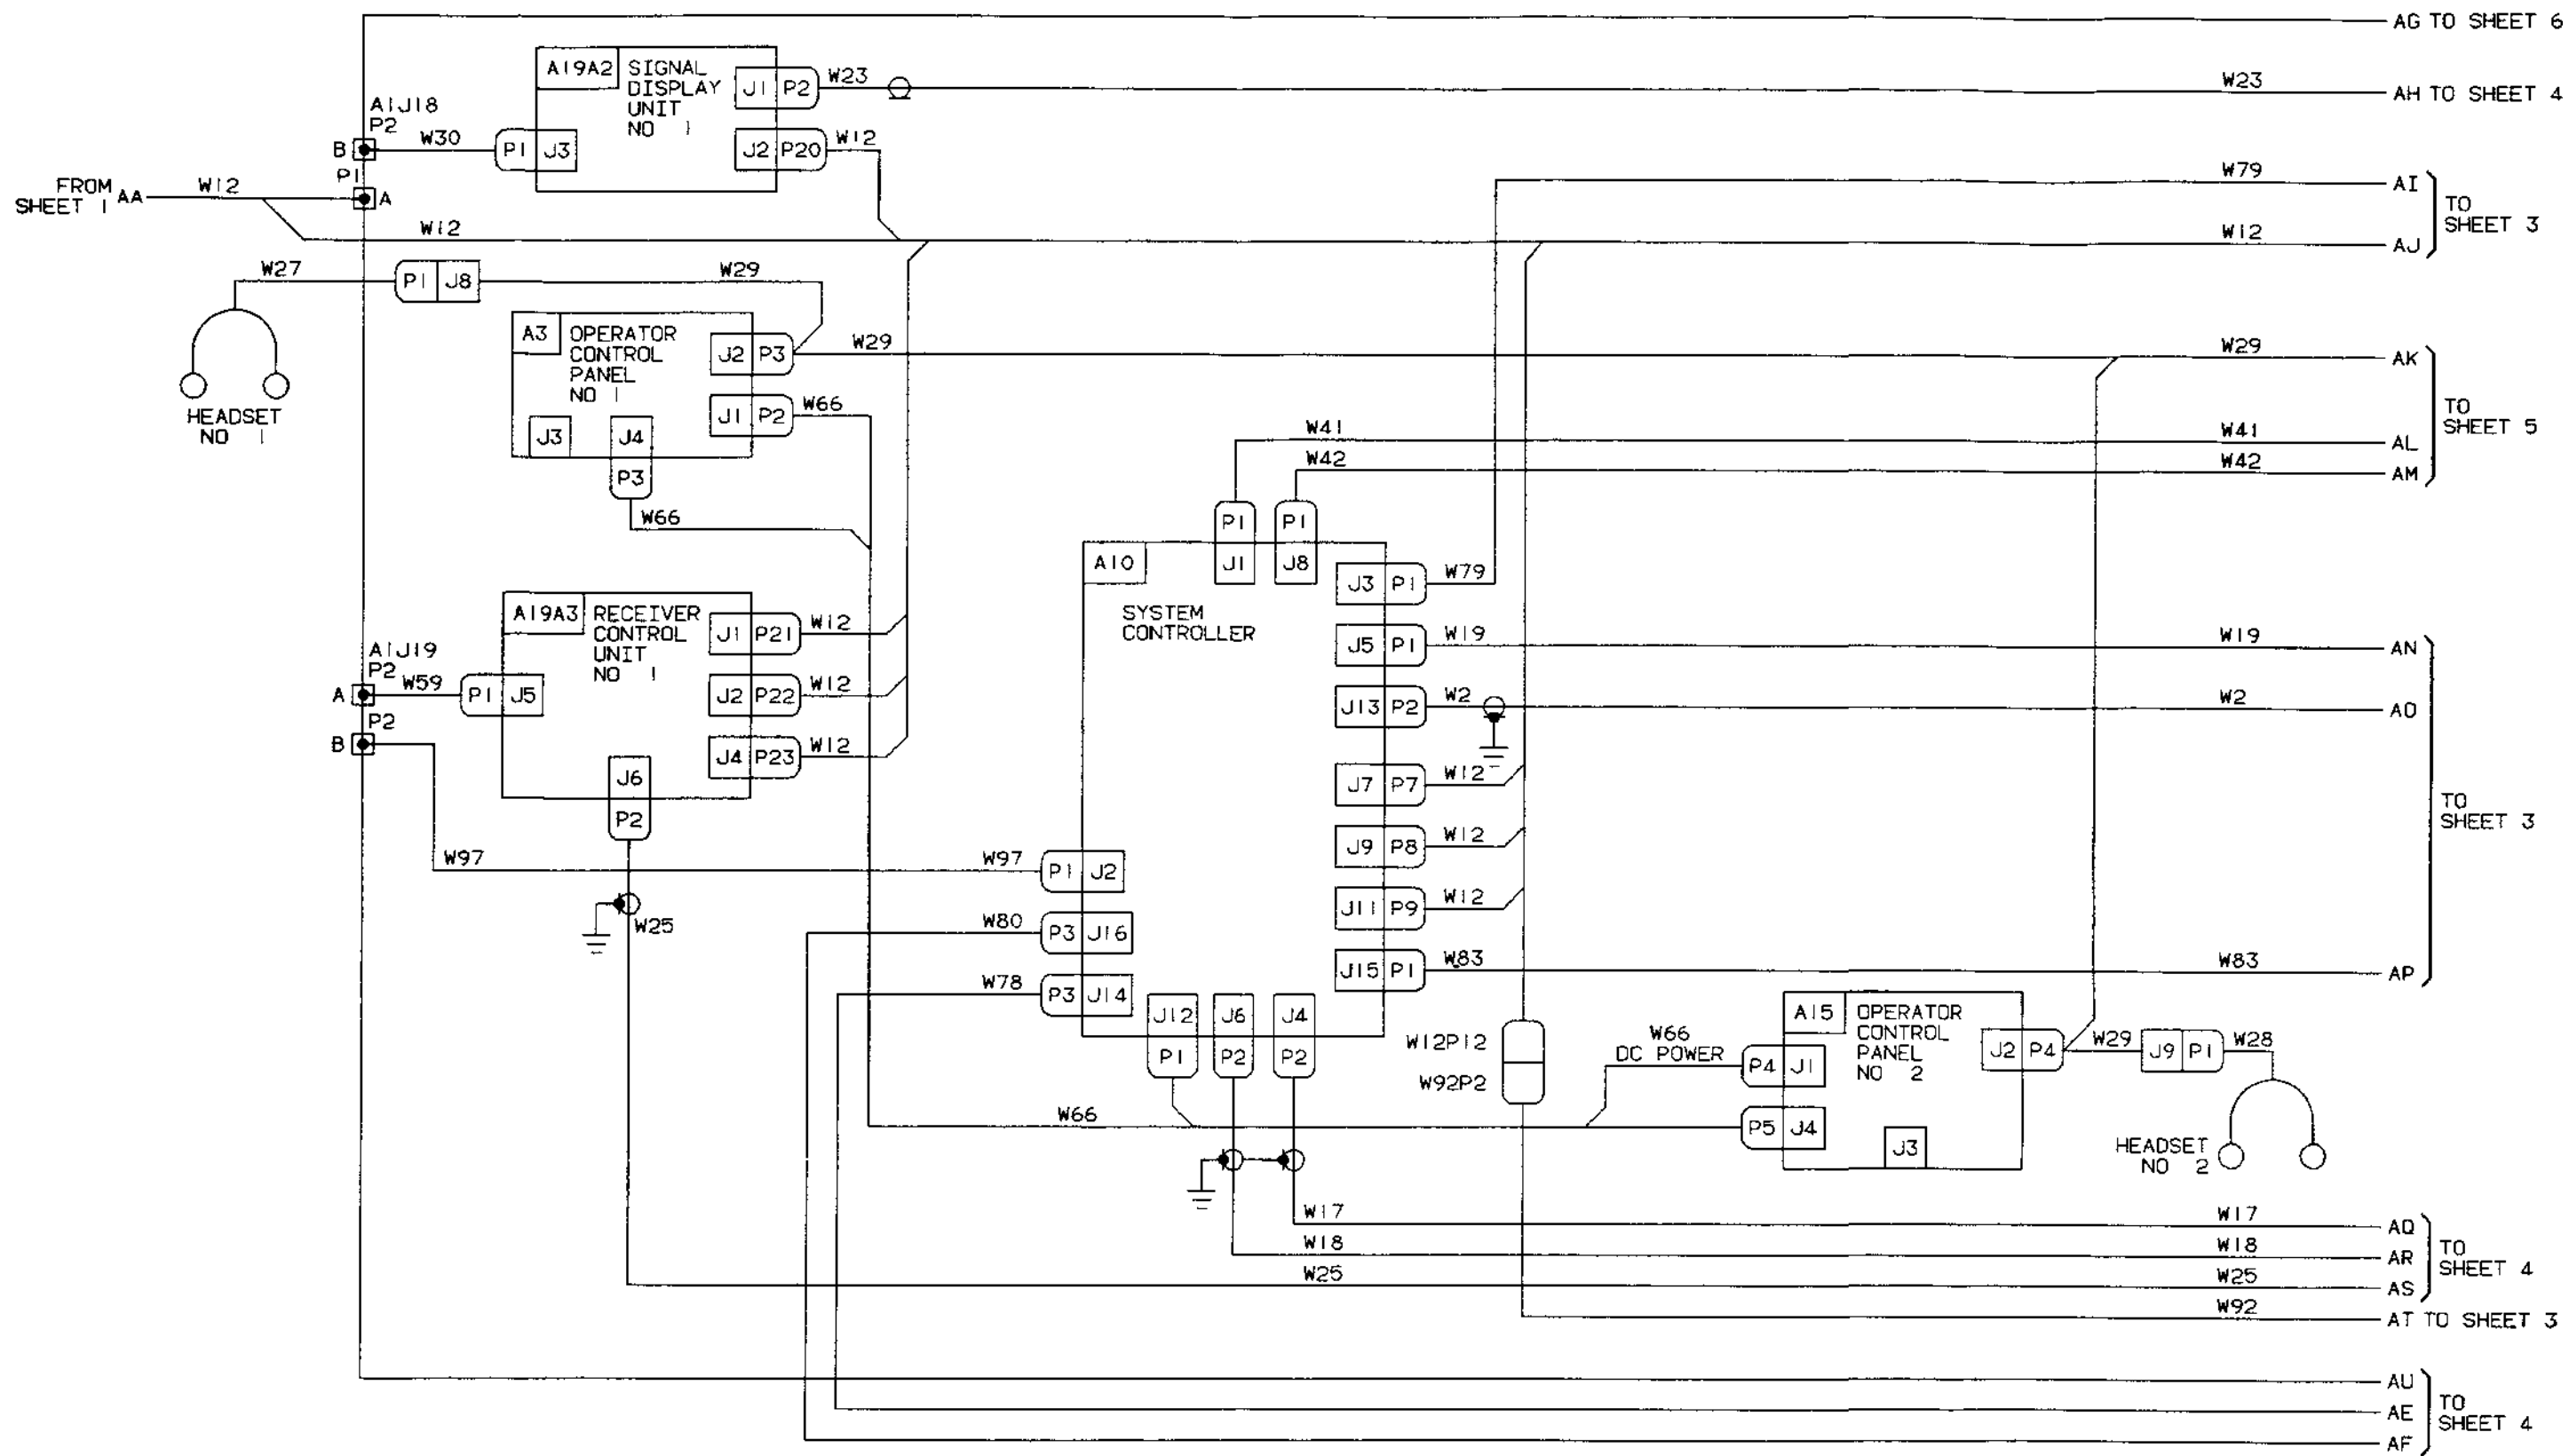 AG TO SHEET 6
A19A2
SIGNAL
DISPLAY
UNIT
NO 1
J1 P2
W23
W23
AH TO SHEET 4
A1J18
P2
B
W30
P1 J3
J2 P20
W12
P1
A
FROM
SHEET 1
AA
W12
W79
AI
TO
SHEET 3
W12
W12
AJ
W27
P1 J8
W29
HEADSET
NO 1
A3
OPERATOR
CONTROL
PANEL
NO 1
J2 P3
W29
W29
AK
J1 P2
W66
J3
J4
P3
W66
TO
SHEET 5
W41
W41
AL
W42
W42
AM
P1
P1
J1
J8
A10
SYSTEM
CONTROLLER
J3 P1
W79
J5 P1
W19
W19
AN
J13 P2
W2
W2
AO
J7 P7
W12
J9 P8
W12
J11 P9
W12
J15 P1
W83
W83
AP
TO
SHEET 3
A19A3
RECEIVER
CONTROL
UNIT
NO 1
J1 P21
W12
J2 P22
W12
J4 P23
W12
A1J19
P2
A
W59
P1 J5
P2
B
J6
P2
W97
W97
P1 J2
W25
W80
P3 J16
W78
P3 J14
J12
P1
J6
P2
J4
P2
W12P12
W92P2
W66
DC POWER
W66
A15
OPERATOR
CONTROL
PANEL
NO 2
P4 J1
P5 J4
J3
J2 P4
W29
J9 P1
W28
HEADSET
NO 2
W17
W17
AQ
W18
W18
AR
W25
W25
AS
TO
SHEET 4
W92
AT TO SHEET 3
AU
AE
AF
TO
SHEET 4